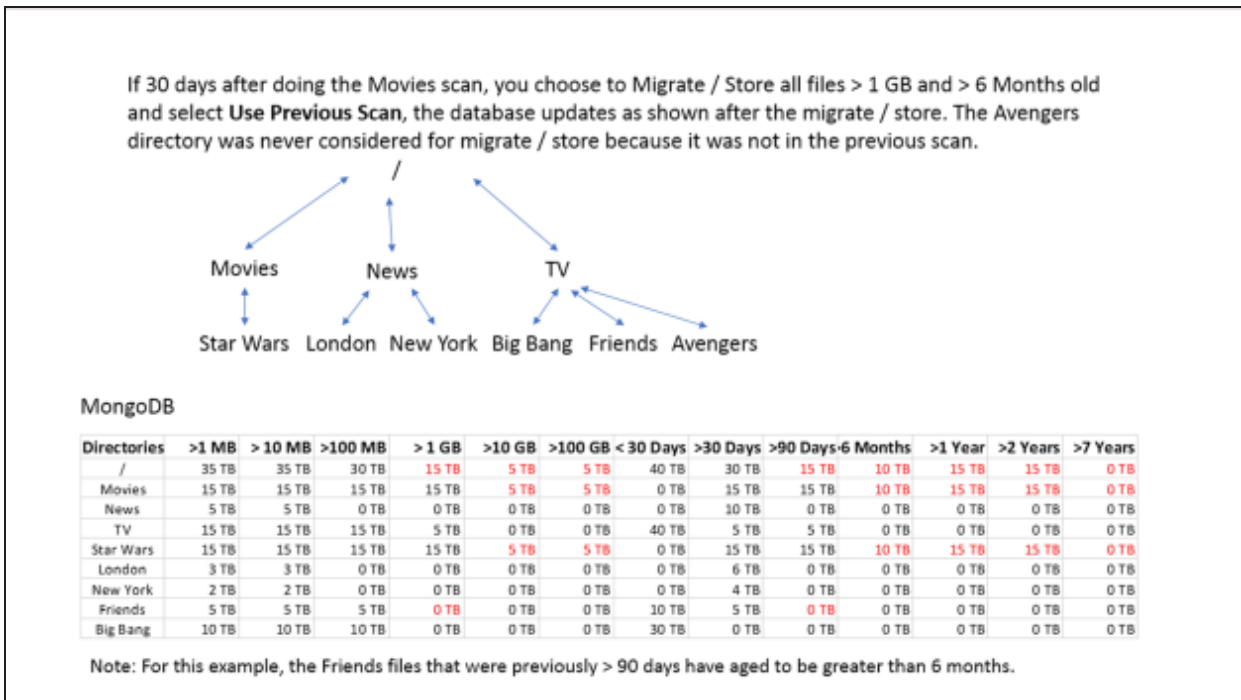 If 30 days after doing the Movies scan, you choose to Migrate / Store all files > 1 GB and > 6 Months old
and select Use Previous Scan, the database updates as shown after the migrate / store. The Avengers
directory was never considered for migrate / store because it was not in the previous scan.
/
Movies News TV
Star Wars London New York Big Bang Friends Avengers
MongoDB
Directories >1 MB > 10 MB >100 MB > 1 GB >10 GB >100 GB < 30 Days >30 Days >90 Days 6 Months >1 Year >2 Years >7 Years
/ 35 TB 35 TB 30 TB 15 TB 5 TB 5 TB 40 TB 30 TB 15 TB 10 TB 15 TB 15 TB 0 TB
Movies 15 TB 15 TB 15 TB 15 TB 5 TB 5 TB 0 TB 15 TB 15 TB 10 TB 15 TB 15 TB 0 TB
News 5 TB 5 TB 0 TB 0 TB 0 TB 0 TB 0 TB 10 TB 0 TB 0 TB 0 TB 0 TB 0 TB
TV 15 TB 15 TB 15 TB 5 TB 0 TB 0 TB 40 TB 5 TB 5 TB 0 TB 0 TB 0 TB 0 TB
Star Wars 15 TB 15 TB 15 TB 15 TB 5 TB 5 TB 0 TB 15 TB 15 TB 10 TB 15 TB 15 TB 0 TB
London 3 TB 3 TB 0 TB 0 TB 0 TB 0 TB 0 TB 6 TB 0 TB 0 TB 0 TB 0 TB 0 TB
New York 2 TB 2 TB 0 TB 0 TB 0 TB 0 TB 0 TB 4 TB 0 TB 0 TB 0 TB 0 TB 0 TB
Friends 5 TB 5 TB 5 TB 0 TB 0 TB 0 TB 10 TB 5 TB 0 TB 0 TB 0 TB 0 TB 0 TB
Big Bang 10 TB 10 TB 10 TB 0 TB 0 TB 0 TB 30 TB 0 TB 0 TB 0 TB 0 TB 0 TB 0 TB
Note: For this example, the Friends files that were previously > 90 days have aged to be greater than 6 months.